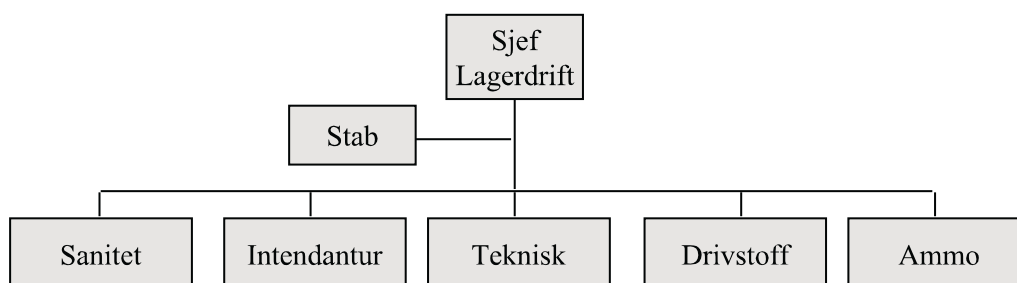 Sjef
Lagerdrift
Stab
Sanitet
Intendantur
Teknisk
Drivstoff
Ammo